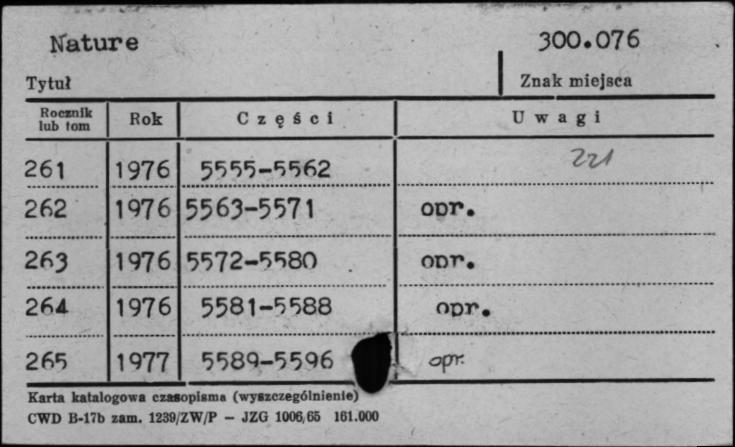 Nature 300.076
Tytuł Znak miejsca
Rocznik lub tom Rok Części Uwagi
261 1976 5555-5562 221
262 1976 5563-5571 opr.
263 1976 5572-5580 opr.
264 1976 5581-5588 opr.
265 1977 5589-5596 opr.
Karta katalogowa czasopisma (wyszczególnienie)
CWD B-17b zam. 1239/ZW/P — JZG 1006/65 161.000